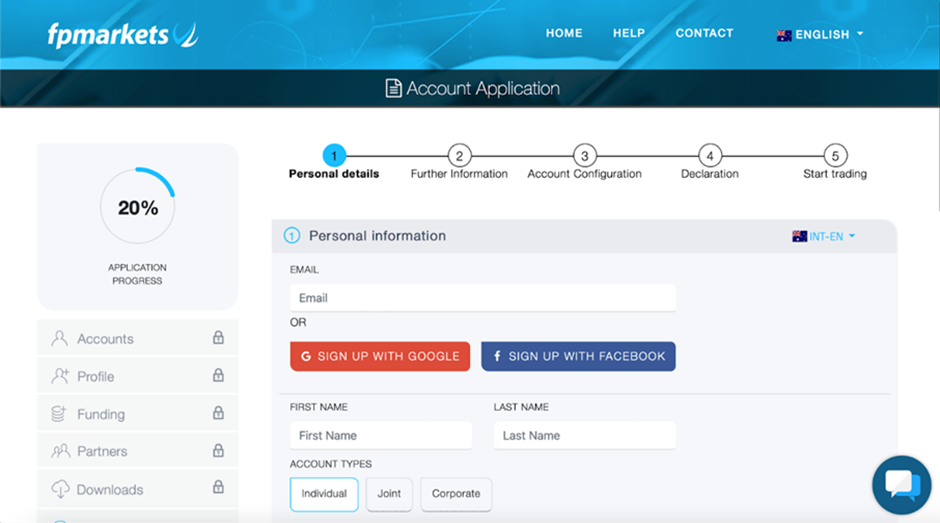 fpmarkets
HOME HELP CONTACT ENGLISH
Account Application
1 2 3 4 5
Personal details Further Information Account Configuration Declaration Start trading
20%
APPLICATION
PROGRESS
Accounts
Profile
Funding
Partners
Downloads
1 Personal information INT-EN
EMAIL
Email
OR
G SIGN UP WITH GOOGLE f SIGN UP WITH FACEBOOK
FIRST NAME LAST NAME
First Name Last Name
ACCOUNT TYPES
Individual Joint Corporate